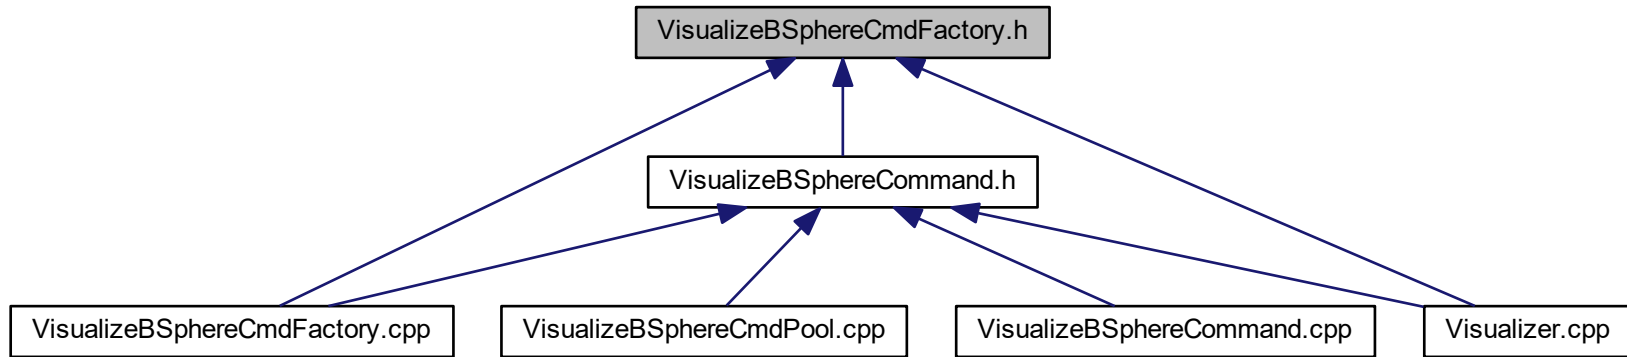 VisualizeBSphereCmdFactory.h
VisualizeBSphereCommand.h
VisualizeBSphereCmdFactory.cpp
VisualizeBSphereCmdPool.cpp
VisualizeBSphereCommand.cpp
Visualizer.cpp